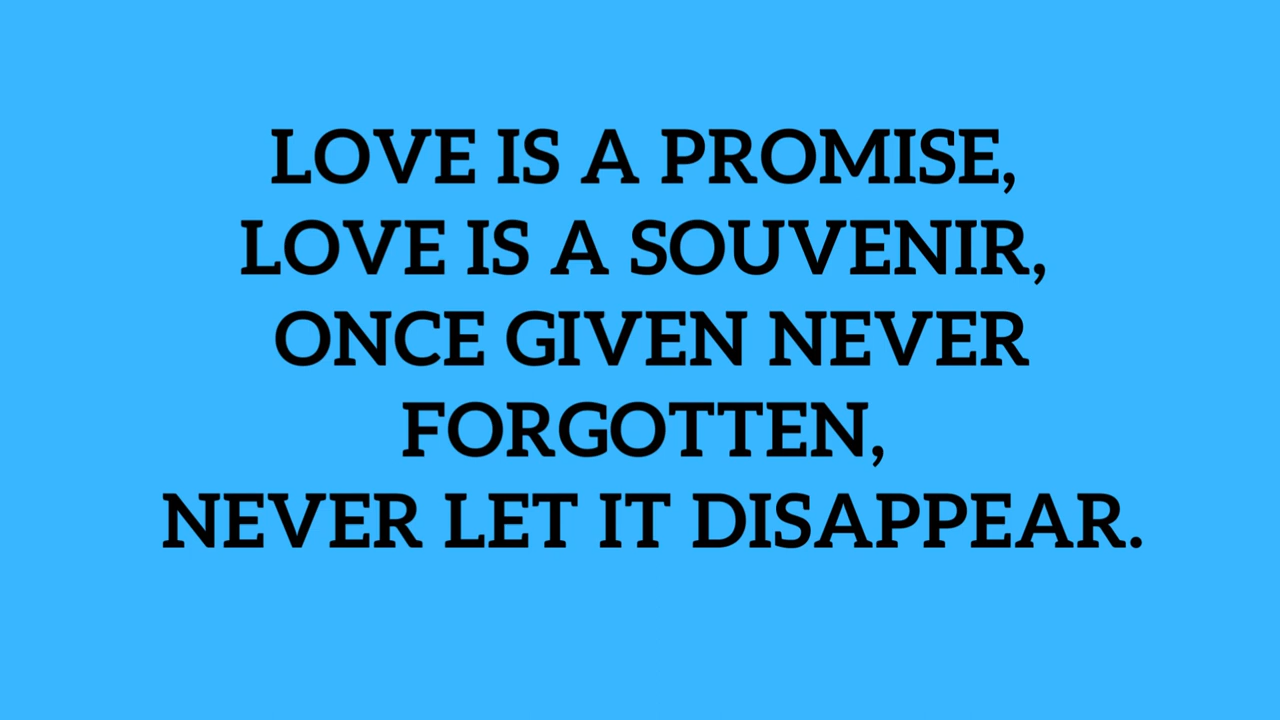 LOVE IS A PROMISE,
LOVE IS A SOUVENIR,
ONCE GIVEN NEVER
FORGOTTEN,
NEVER LET IT DISAPPEAR.